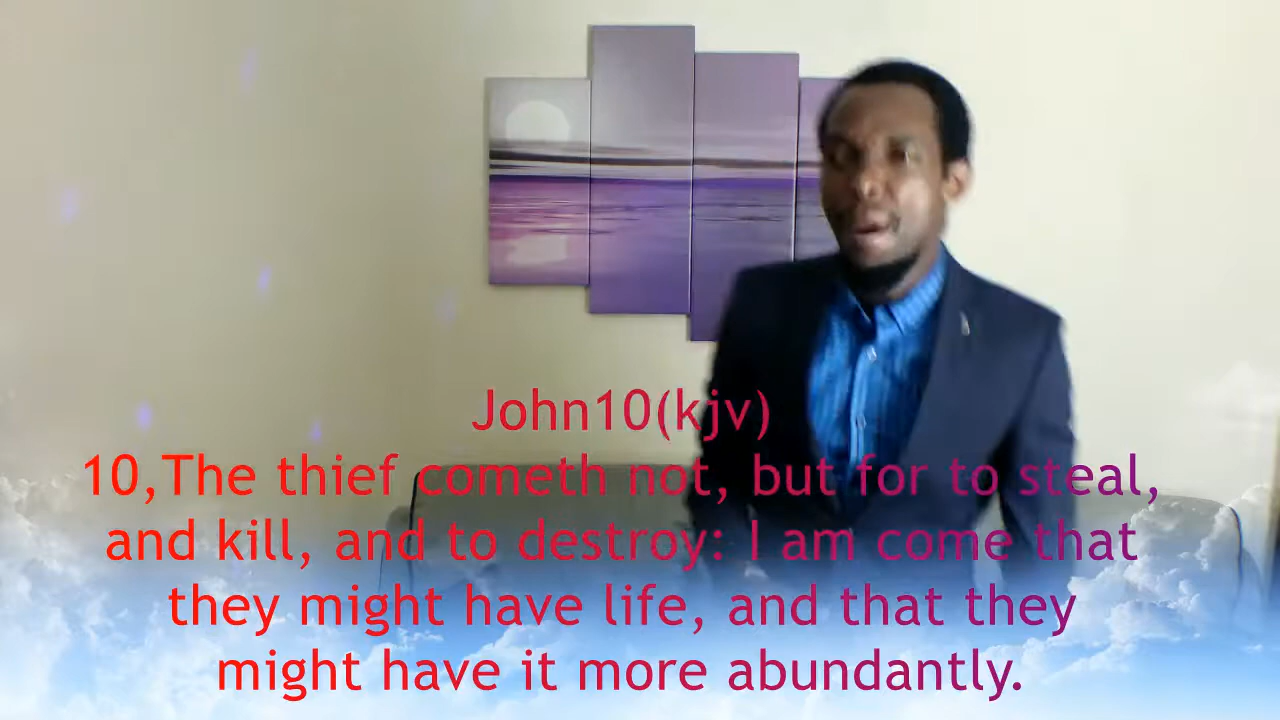 John10(kjv)
10,The thief cometh not, but for to steal,
and kill, and to destroy: I am come that
they might have life, and that they
might have it more abundantly.